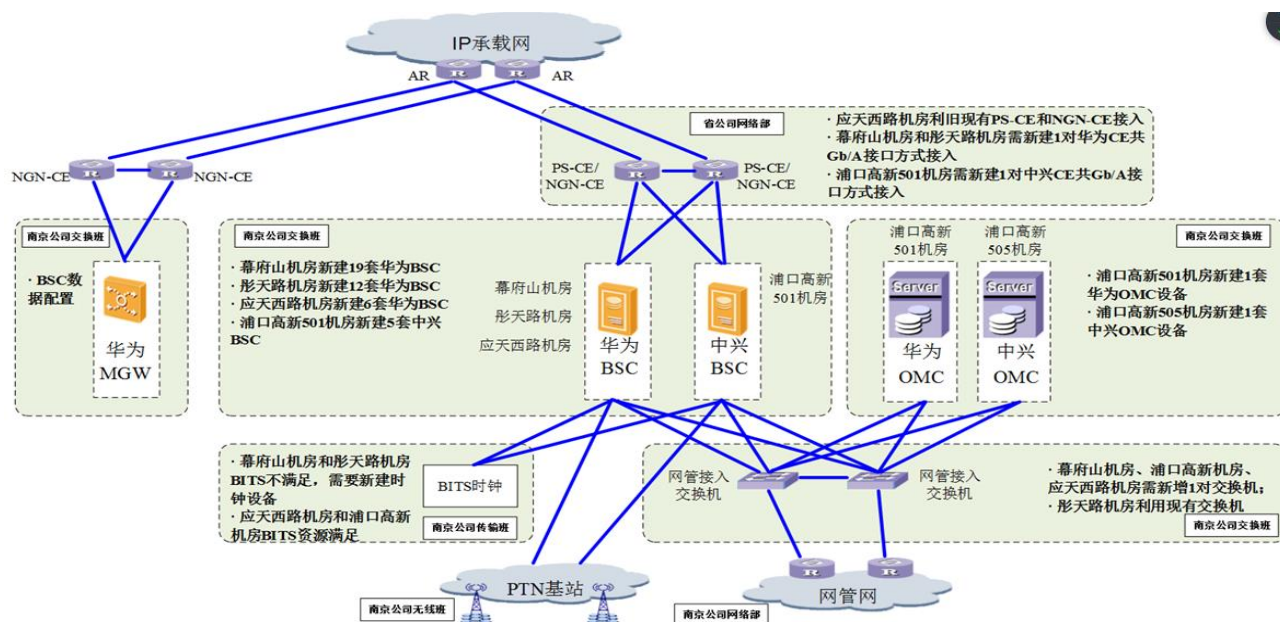 IP承载网
AR
AR
省公司网络部
· 应天西路机房利旧现有PS-CE和NGN-CE接入
· 幕府山机房和彤天路机房需新建1对华为CE共
Gb/A接口方式接入
· 浦口高新501机房需新建1对中兴CE共Gb/A接
口方式接入
NGN-CE
NGN-CE
PS-CE/
NGN-CE
PS-CE/
NGN-CE
南京公司交换班
· BSC数
据配置
华为
MGW
南京公司交换班
· 幕府山机房新建19套华为BSC
· 彤天路机房新建12套华为BSC
· 应天西路机房新建6套华为BSC
· 浦口高新501机房新建5套中兴
BSC
幕府山机房
彤天路机房
应天西路机房
华为
BSC
中兴
BSC
浦口高新
501机房
浦口高新
501机房
浦口高新
505机房
Server
Server
华为
OMC
中兴
OMC
南京公司交换班
· 浦口高新501机房新建1套
华为OMC设备
· 浦口高新505机房新建1套
中兴OMC设备
· 幕府山机房和彤天路机房
BITS不满足，需要新建时
钟设备
· 应天西路机房和浦口高新
机房BITS资源满足
BITS时钟
南京公司传输班
网管接入
交换机
网管接入
交换机
· 幕府山机房、浦口高新机房、
应天西路机房需新增1对交换机；
· 彤天路机房利用现有交换机
南京公司交换班
PTN基站
南京公司无线班
网管网
南京公司网络部
R
R
R
R
R
R
R
R